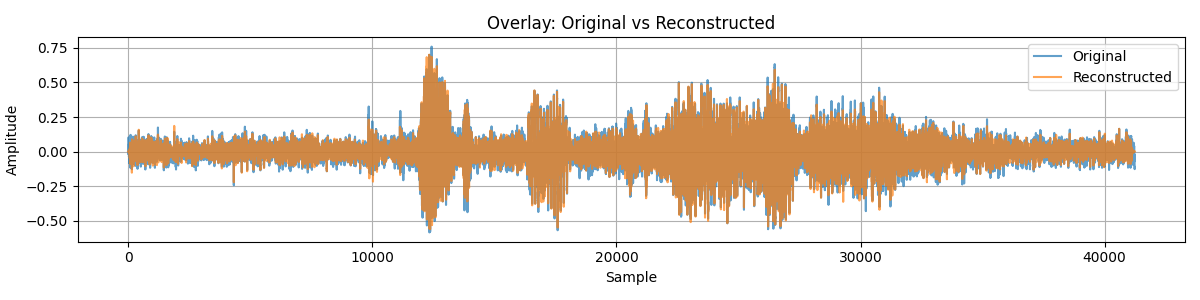 Overlay: Original vs Reconstructed
Amplitude
0.75
0.50
0.25
0.00
−0.25
−0.50
Original
Reconstructed
0
10000
20000
30000
40000
Sample